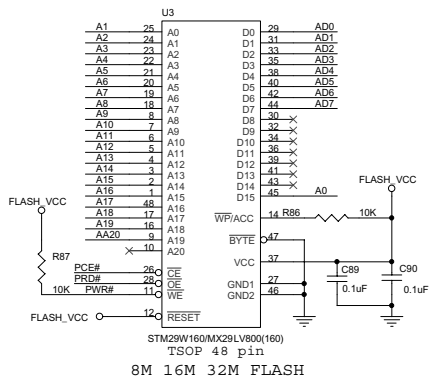 U3
A1 25 A0 D0 29 AD0
A2 24 A1 D1 31 AD1
A3 23 A2 D2 33 AD2
A4 22 A3 D3 35 AD3
A5 21 A4 D4 38 AD4
A6 20 A5 D5 40 AD5
A7 19 A6 D6 42 AD6
A8 18 A7 D7 44 AD7
A9 8 A8 D8 30
A10 7 A9 D9 32
A11 6 A10 D10 34
A12 5 A11 D11 36
A13 4 A12 D12 39
A14 3 A13 D13 41
A15 2 A14 D14 43
A16 1 A15 D15 45 A0
A17 48 A16
A18 17 A17 WP/ACC 14 R86 10K FLASH_VCC
A19 16 A18
AA20 9 A19 BYTE 47
10 A20
FLASH_VCC
R87
10K
VCC 37
PCE# 26 CE
PRD# 28 OE GND1 27
PWR# 11 WE GND2 46
C89
0.1uF
C90
0.1uF
FLASH_VCC 12 RESET
STM29W160/MX29LV800(160)
TSOP 48 pin
8M 16M 32M FLASH